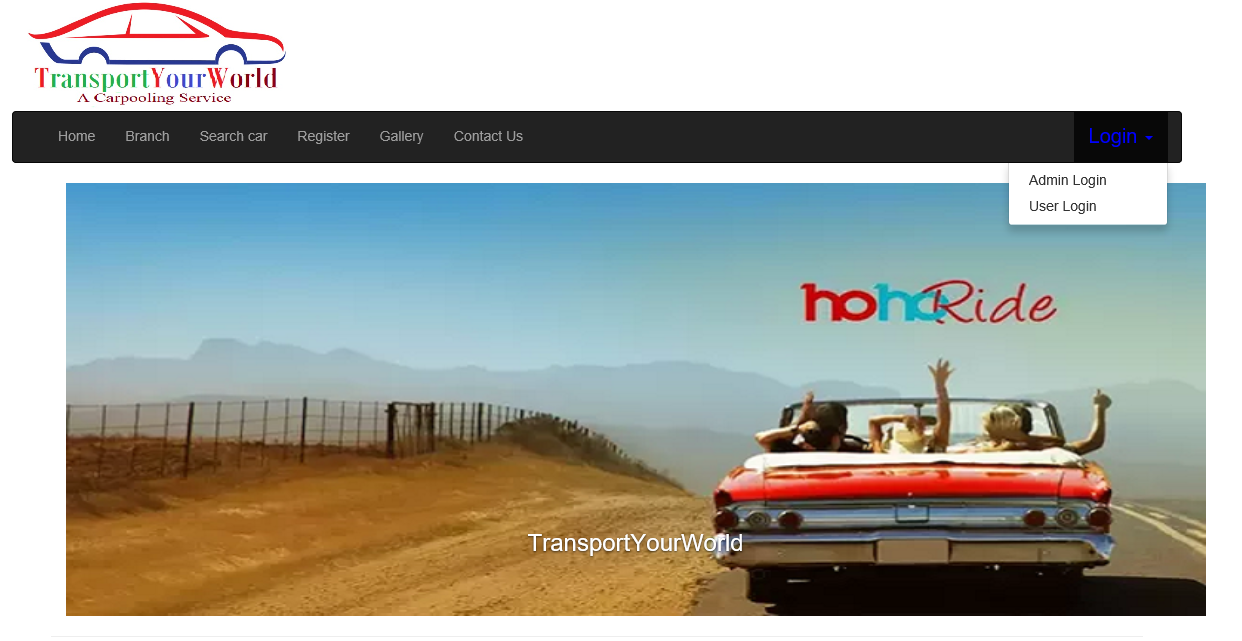 TransportYourWorld
A Carpooling Service
Home Branch Search car Register Gallery Contact Us Login
Admin Login
User Login
hohoRide
TransportYourWorld